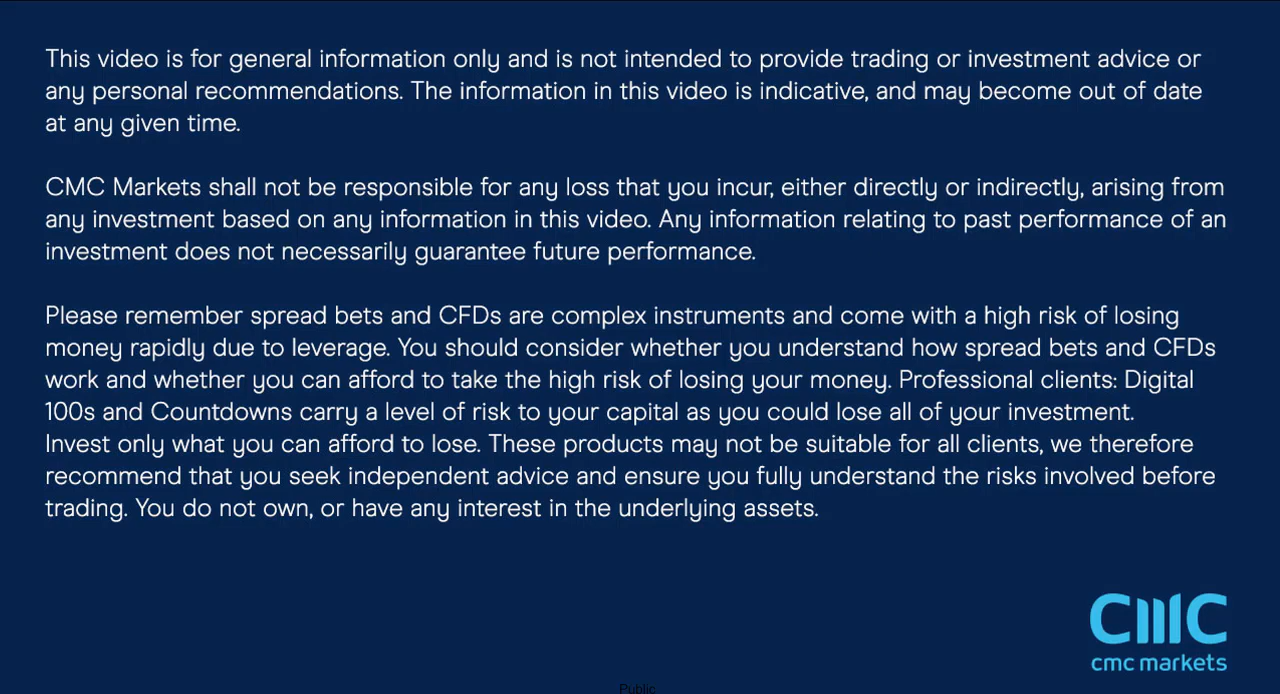 This video is for general information only and is not intended to provide trading or investment advice or
any personal recommendations. The information in this video is indicative, and may become out of date
at any given time.
CMC Markets shall not be responsible for any loss that you incur, either directly or indirectly, arising from
any investment based on any information in this video. Any information relating to past performance of an
investment does not necessarily guarantee future performance.
Please remember spread bets and CFDs are complex instruments and come with a high risk of losing
money rapidly due to leverage. You should consider whether you understand how spread bets and CFDs
work and whether you can afford to take the high risk of losing your money. Professional clients: Digital
100s and Countdowns carry a level of risk to your capital as you could lose all of your investment.
Invest only what you can afford to lose. These products may not be suitable for all clients, we therefore
recommend that you seek independent advice and ensure you fully understand the risks involved before
trading. You do not own, or have any interest in the underlying assets.
CMC
cmc markets
Public